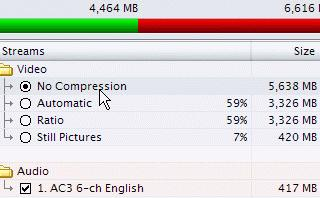 4,464 MB 6,616
Streams Size
Video
No Compression 5,638 MB
Automatic 59% 3,326 MB
Ratio 59% 3,326 MB
Still Pictures 7% 420 MB
Audio
1. AC3 6-ch English 417 MB